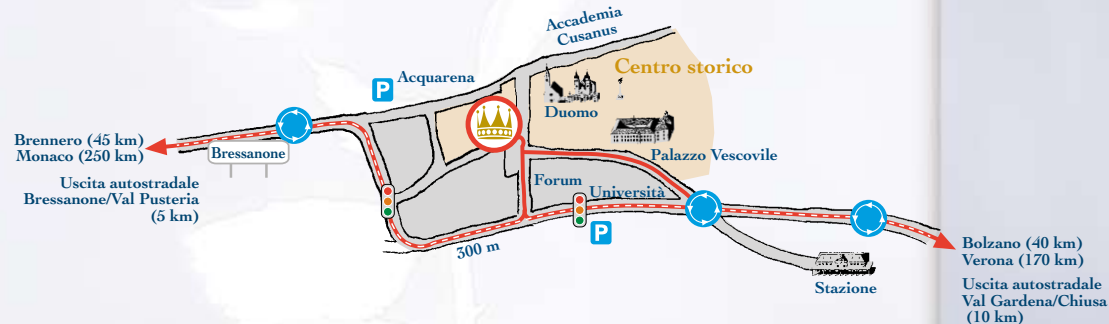 Accademia
Cusanus
Centro storico
P
Acquarena
Duomo
Brennero (45 km)
Monaco (250 km)
Bressanone
Palazzo Vescovile
Uscita autostradale
Bressanone/Val Pusteria
(5 km)
Forum
Università
P
300 m
Bolzano (40 km)
Verona (170 km)
Stazione
Uscita autostradale
Val Gardena/Chiusa
(10 km)